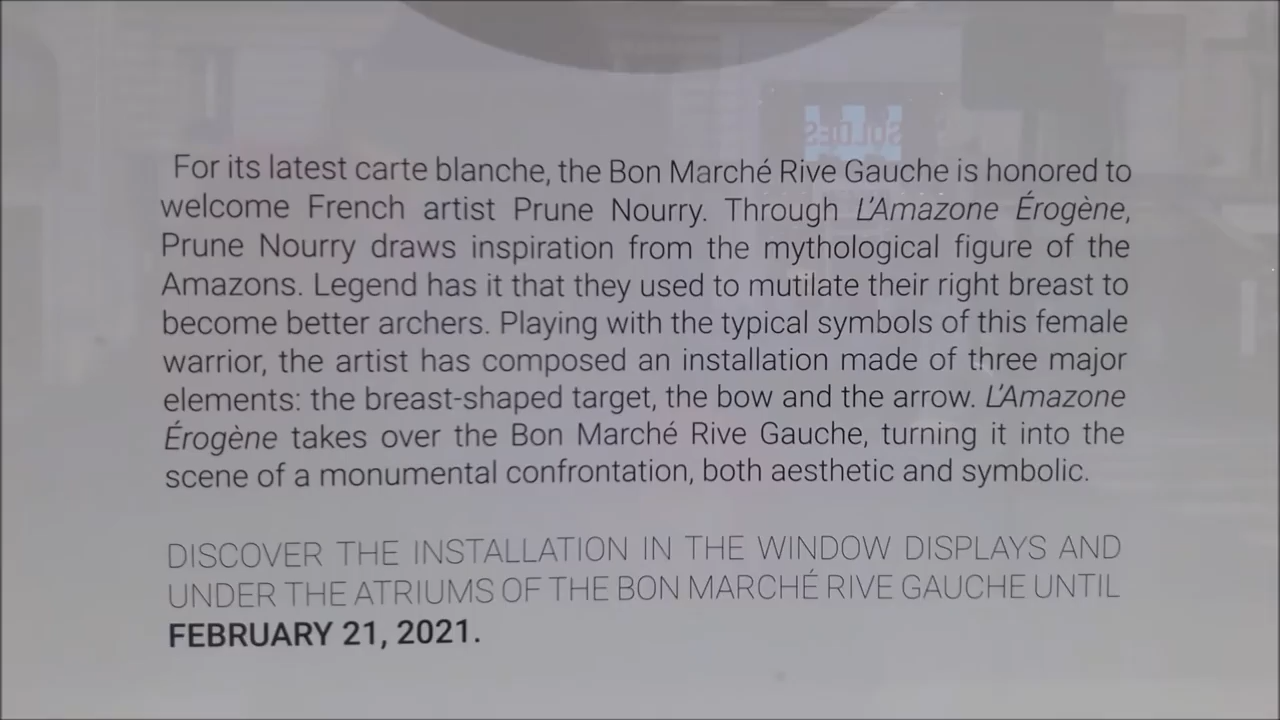 SOLDES
For its latest carte blanche, the Bon Marché Rive Gauche is honored to
welcome French artist Prune Nourry. Through L'Amazone Érogène,
Prune Nourry draws inspiration from the mythological figure of the
Amazons. Legend has it that they used to mutilate their right breast to
become better archers. Playing with the typical symbols of this female
warrior, the artist has composed an installation made of three major
elements: the breast-shaped target, the bow and the arrow. L'Amazone
Érogène takes over the Bon Marché Rive Gauche, turning it into the
scene of a monumental confrontation, both aesthetic and symbolic.
DISCOVER THE INSTALLATION IN THE WINDOW DISPLAYS AND
UNDER THE ATRIUMS OF THE BON MARCHÉ RIVE GAUCHE UNTIL
FEBRUARY 21, 2021.